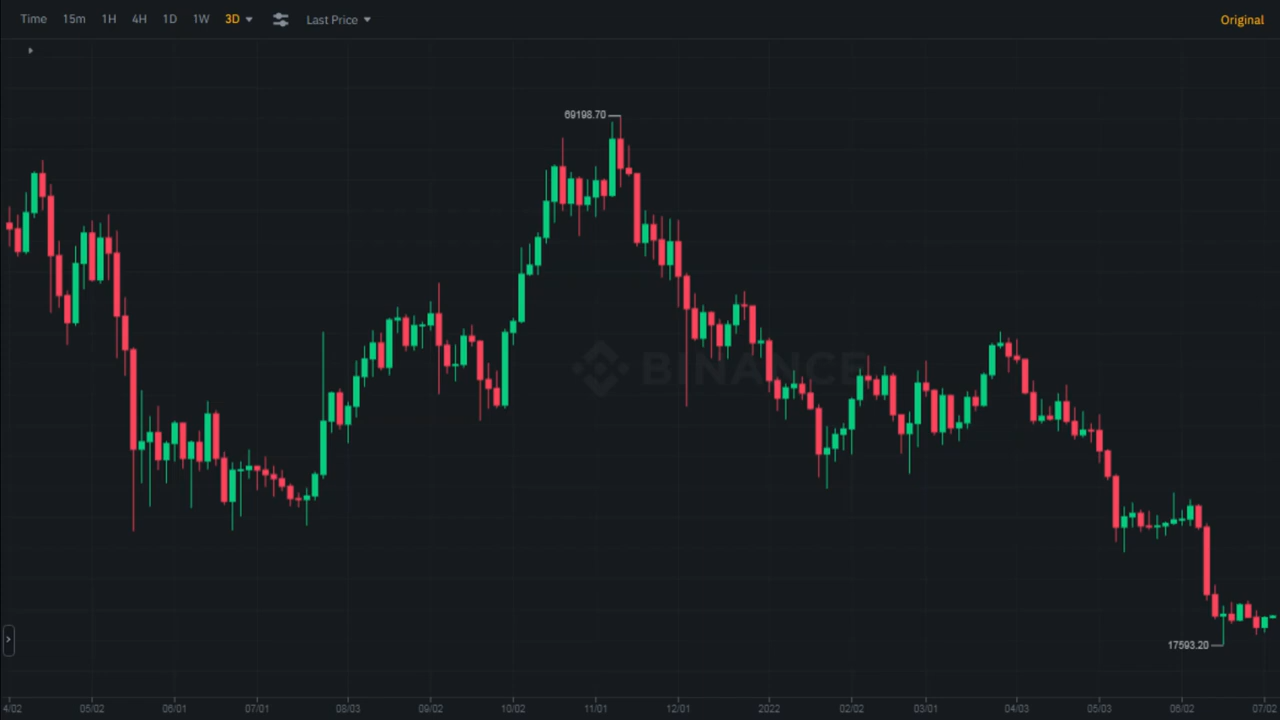 Time 15m 1H 4H 1D 1W 3D Last Price Original
69198.70
BINANCE
17593.20
4/02 05/02 06/01 07/01 08/03 09/02 10/02 11/01 12/01 2022 02/02 03/01 04/03 05/03 06/02 07/02